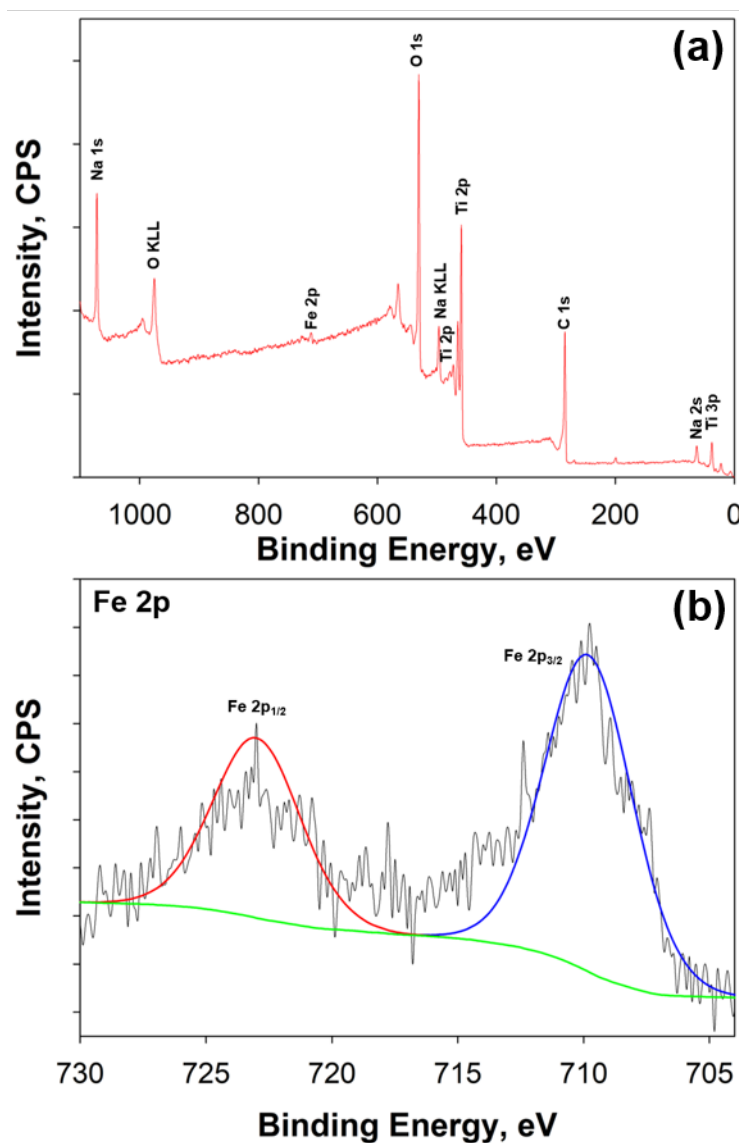 (a)
Intensity, CPS
Na 1s
O KLL
Fe 2p
O 1s
Na KLL
Ti 2p
Ti 2p
C 1s
Na 2s
Ti 3p
1000 800 600 400 200 0
Binding Energy, eV
Fe 2p
(b)
Intensity, CPS
Fe 2p1/2
Fe 2p3/2
730 725 720 715 710 705
Binding Energy, eV